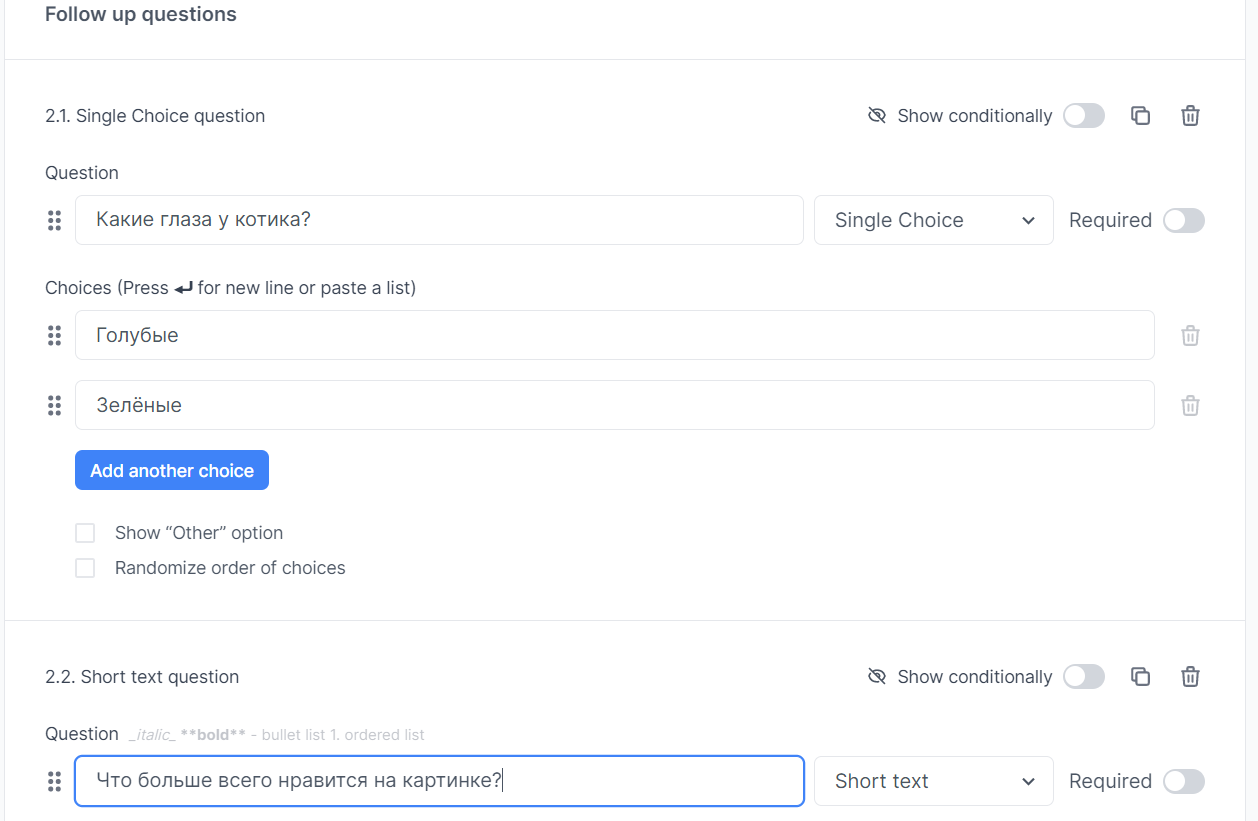 Follow up questions
2.1. Single Choice question
Show conditionally
Question
Какие глаза у котика?
Single Choice
Required
Choices (Press ↵ for new line or paste a list)
Голубые
Зелёные
Add another choice
Show “Other” option
Randomize order of choices
2.2. Short text question
Show conditionally
Question _italic_ **bold** - bullet list 1. ordered list
Что больше всего нравится на картинке?
Short text
Required